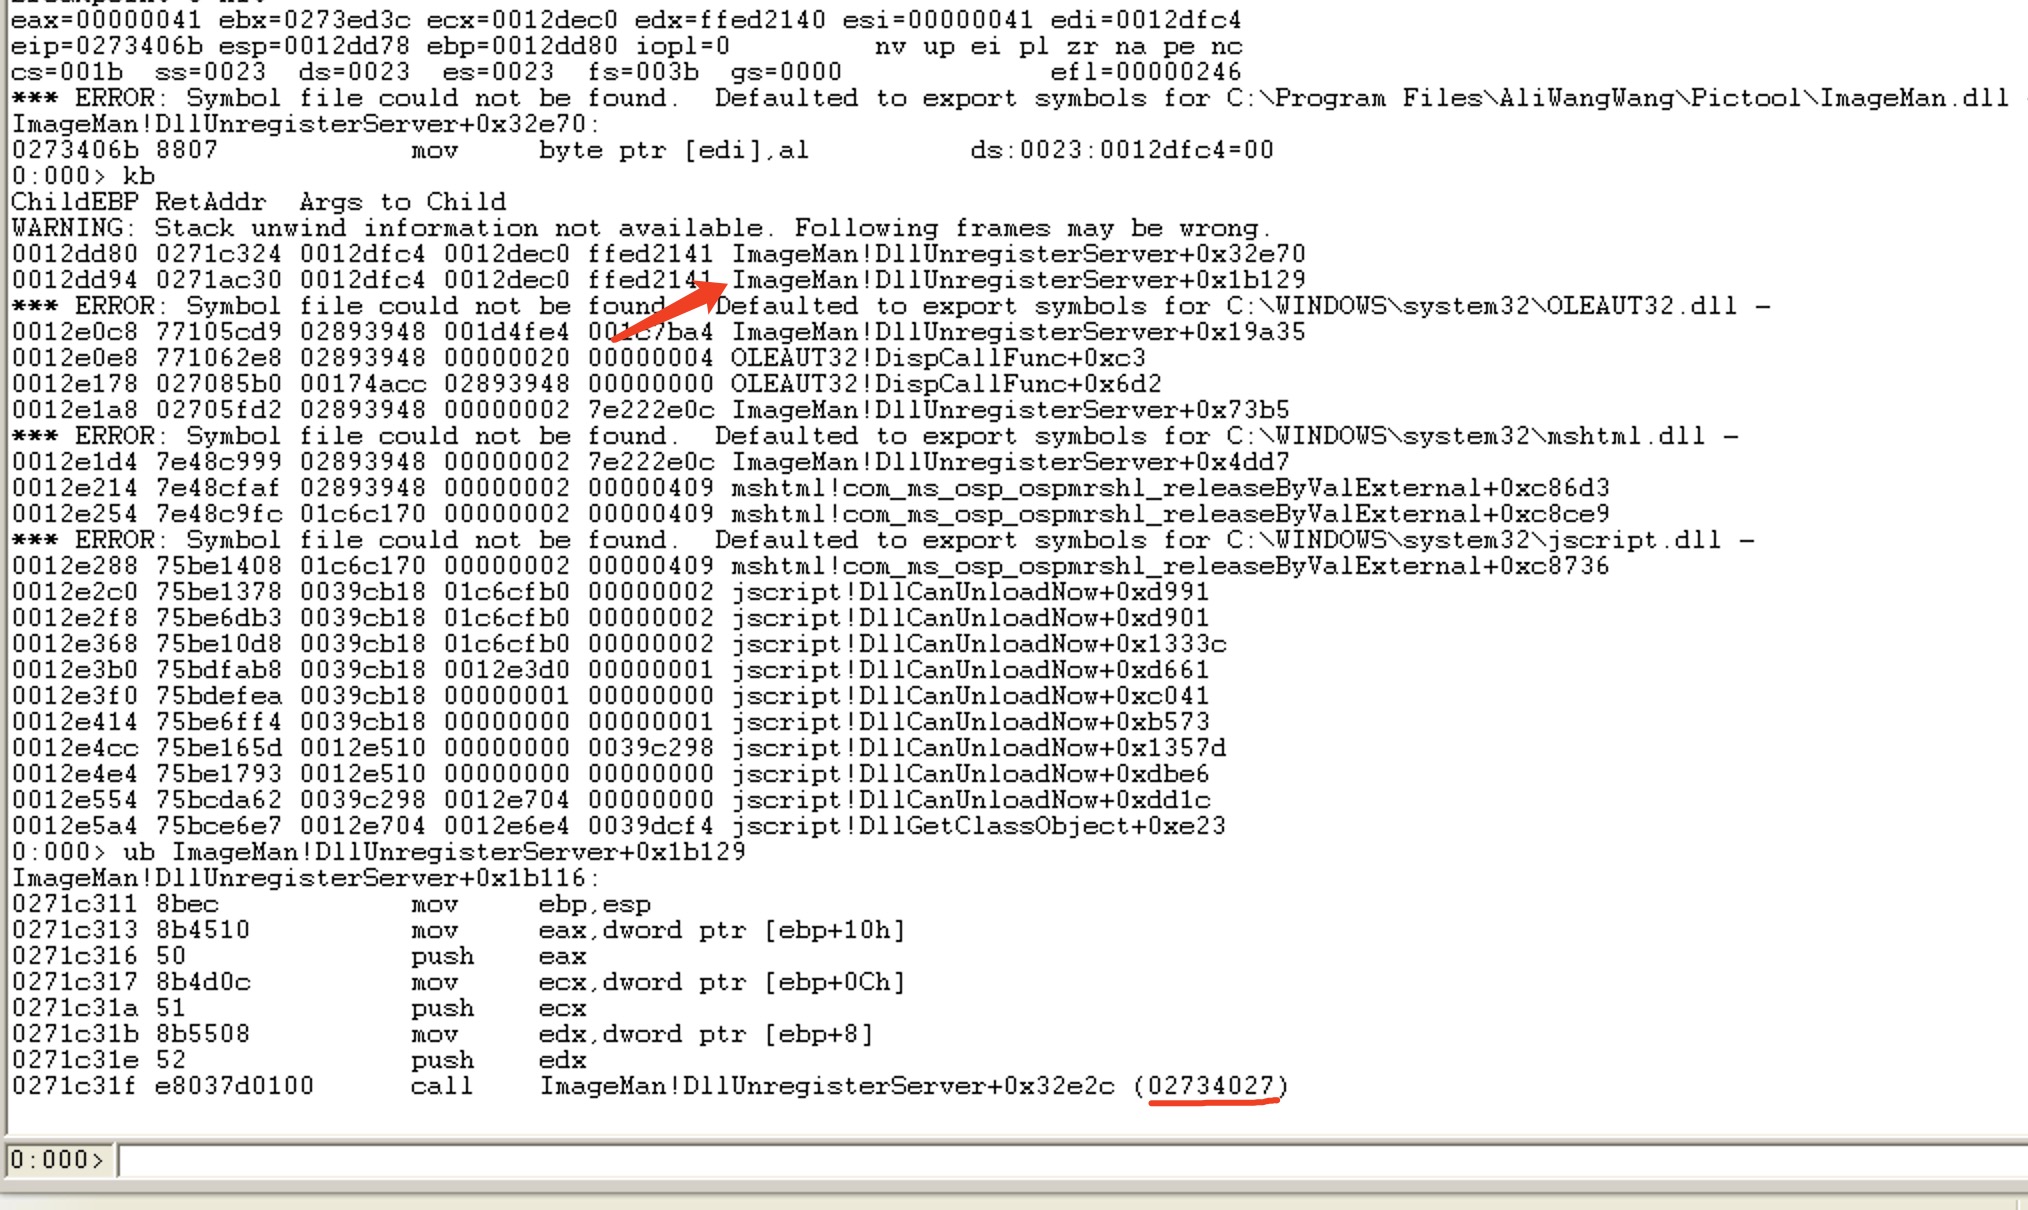 eax=00000041 ebx=0273ed3c ecx=0012dec0 edx=ffed2140 esi=00000041 edi=0012dfc4
eip=0273406b esp=0012dd78 ebp=0012dd80 iopl=0         nv up ei pl zr na pe nc
cs=001b  ss=0023  ds=0023  es=0023  fs=003b  gs=0000             efl=00000246
*** ERROR: Symbol file could not be found.  Defaulted to export symbols for C:\Program Files\AliWangWang\Pictool\ImageMan.dll -
ImageMan!DllUnregisterServer+0x32e70:
0273406b 8807            mov     byte ptr [edi],al          ds:0023:0012dfc4=00
0:000> kb
ChildEBP RetAddr  Args to Child
WARNING: Stack unwind information not available. Following frames may be wrong.
0012dd80 0271c324 0012dfc4 0012dec0 ffed2141 ImageMan!DllUnregisterServer+0x32e70
0012dd94 0271ac30 0012dfc4 0012dec0 ffed2141 ImageMan!DllUnregisterServer+0x1b129
*** ERROR: Symbol file could not be found.  Defaulted to export symbols for C:\WINDOWS\system32\OLEAUT32.dll -
0012e0c8 77105cd9 02893948 001d4fe4 001c7ba4 ImageMan!DllUnregisterServer+0x19a35
0012e0e8 771062e8 02893948 00000020 00000004 OLEAUT32!DispCallFunc+0xc3
0012e178 027085b0 00174acc 02893948 00000000 OLEAUT32!DispCallFunc+0x6d2
0012e1a8 02705fd2 02893948 00000002 7e222e0c ImageMan!DllUnregisterServer+0x73b5
*** ERROR: Symbol file could not be found.  Defaulted to export symbols for C:\WINDOWS\system32\mshtml.dll -
0012e1d4 7e48c999 02893948 00000002 7e222e0c ImageMan!DllUnregisterServer+0x4dd7
0012e214 7e48cfaf 02893948 00000002 00000409 mshtml!com_ms_osp_ospmrshl_releaseByValExternal+0xc86d3
0012e254 7e48c9fc 01c6c170 00000002 00000409 mshtml!com_ms_osp_ospmrshl_releaseByValExternal+0xc8ce9
*** ERROR: Symbol file could not be found.  Defaulted to export symbols for C:\WINDOWS\system32\jscript.dll -
0012e288 75be1408 01c6c170 00000002 00000409 mshtml!com_ms_osp_ospmrshl_releaseByValExternal+0xc8736
0012e2c0 75be1378 0039cb18 01c6cfb0 00000002 jscript!DllCanUnloadNow+0xd991
0012e2f8 75be6db3 0039cb18 01c6cfb0 00000002 jscript!DllCanUnloadNow+0xd901
0012e368 75be10d8 0039cb18 01c6cfb0 00000002 jscript!DllCanUnloadNow+0x1333c
0012e3b0 75bdfab8 0039cb18 0012e3d0 00000001 jscript!DllCanUnloadNow+0xd661
0012e3f0 75bdefea 0039cb18 00000001 00000000 jscript!DllCanUnloadNow+0xc041
0012e414 75be6ff4 0039cb18 00000000 00000001 jscript!DllCanUnloadNow+0xb573
0012e4cc 75be165d 0012e510 00000000 0039c298 jscript!DllCanUnloadNow+0x1357d
0012e4e4 75be1793 0012e510 00000000 00000000 jscript!DllCanUnloadNow+0xdbe6
0012e554 75bcda62 0039c298 0012e704 00000000 jscript!DllCanUnloadNow+0xdd1c
0012e5a4 75bce6e7 0012e704 0012e6e4 0039dcf4 jscript!DllGetClassObject+0xe23
0:000> ub ImageMan!DllUnregisterServer+0x1b129
ImageMan!DllUnregisterServer+0x1b116:
0271c311 8bec            mov     ebp,esp
0271c313 8b4510          mov     eax,dword ptr [ebp+10h]
0271c316 50              push    eax
0271c317 8b4d0c          mov     ecx,dword ptr [ebp+0Ch]
0271c31a 51              push    ecx
0271c31b 8b5508          mov     edx,dword ptr [ebp+8]
0271c31e 52              push    edx
0271c31f e8037d0100      call    ImageMan!DllUnregisterServer+0x32e2c (02734027)
0:000>